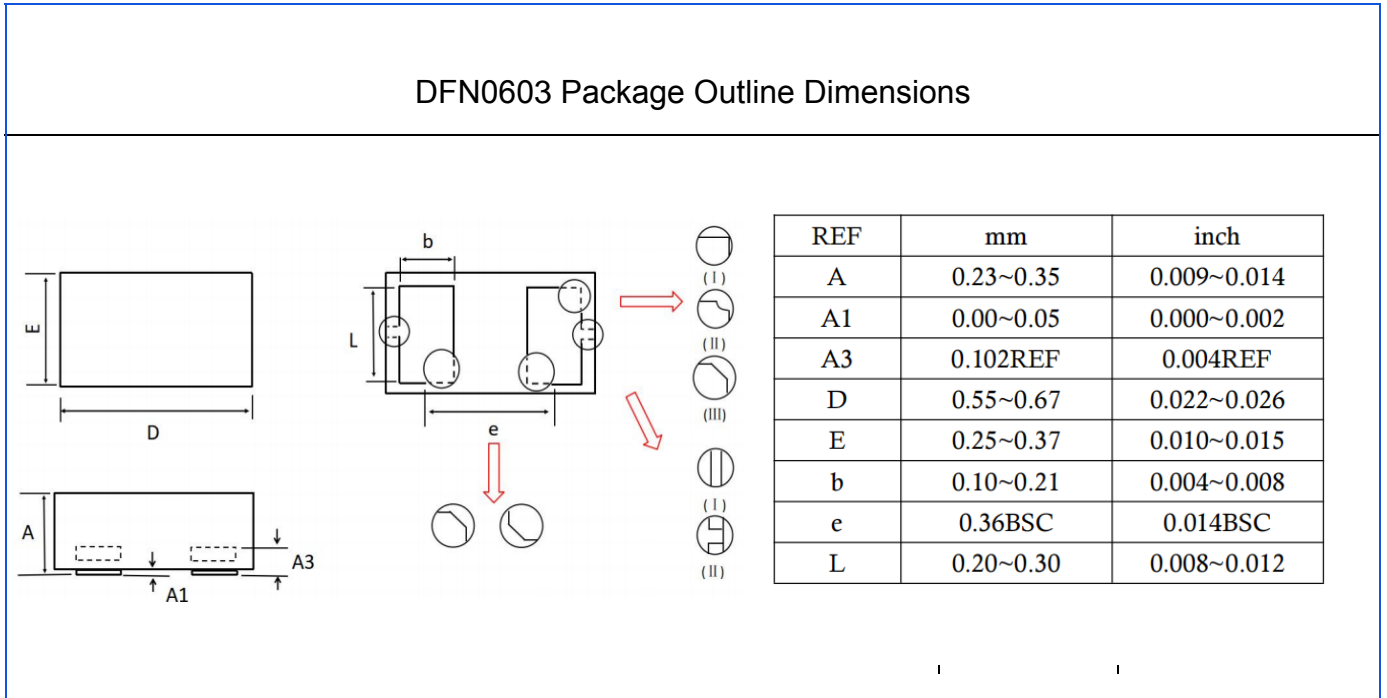 DFN0603 Package Outline Dimensions
E
D
A
A1
A3
b
L
e
(Ⅰ)
(Ⅱ)
(Ⅲ)
(Ⅰ)
(Ⅱ)
REF mm inch
A 0.23~0.35 0.009~0.014
A1 0.00~0.05 0.000~0.002
A3 0.102REF 0.004REF
D 0.55~0.67 0.022~0.026
E 0.25~0.37 0.010~0.015
b 0.10~0.21 0.004~0.008
e 0.36BSC 0.014BSC
L 0.20~0.30 0.008~0.012